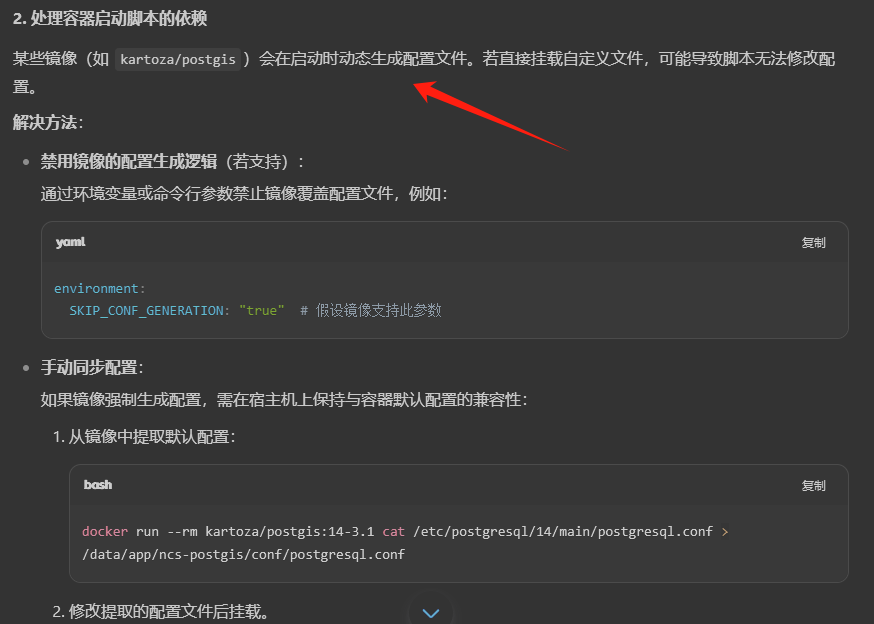 2. 处理容器启动脚本的依赖
某些镜像（如 kartoza/postgis ）会在启动时动态生成配置文件。若直接挂载自定义文件，可能导致脚本无法修改配
置。
解决方法：
禁用镜像的配置生成逻辑（若支持）：
通过环境变量或命令行参数禁止镜像覆盖配置文件，例如：
yaml 复制
environment:
SKIP_CONF_GENERATION: "true" # 假设镜像支持此参数
手动同步配置：
如果镜像强制生成配置，需在宿主机上保持与容器默认配置的兼容性：
1. 从镜像中提取默认配置：
bash 复制
docker run --rm kartoza/postgis:14-3.1 cat /etc/postgresql/14/main/postgresql.conf >
/data/app/ncs-postgis/conf/postgresql.conf
2. 修改提取的配置文件后挂载。